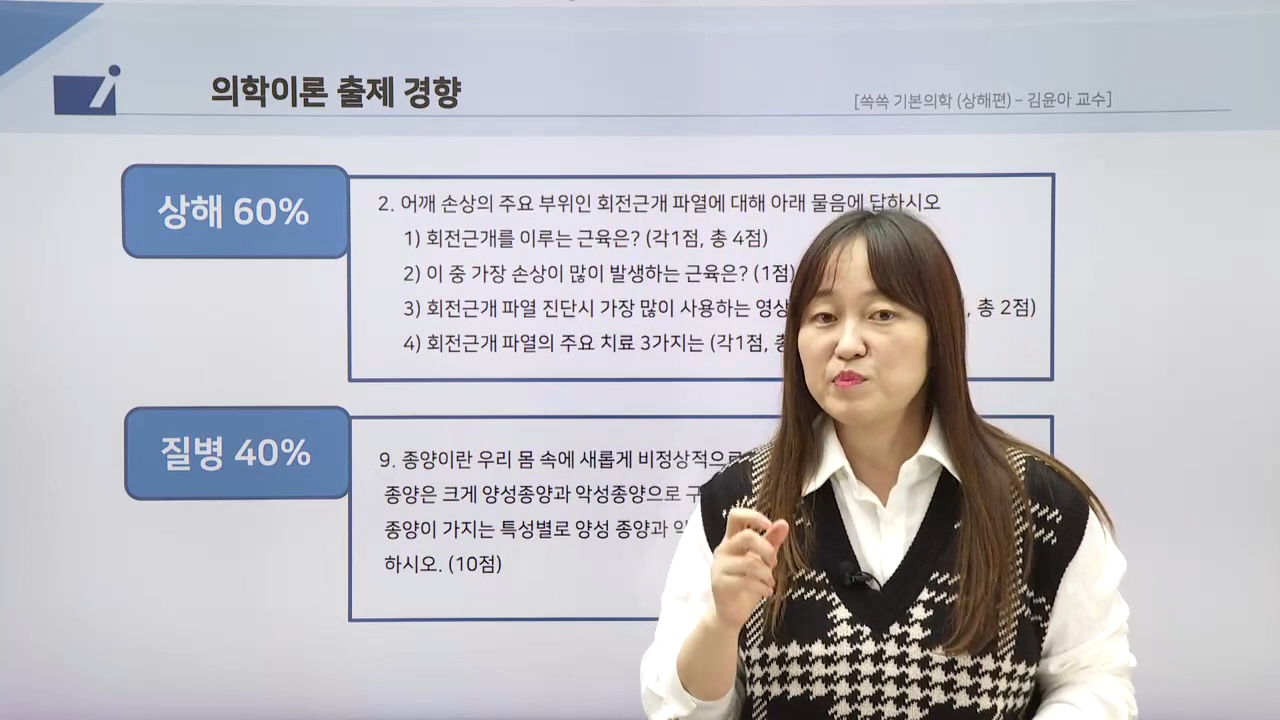 의학이론 출제 경향
[쏙쏙 기본의학 (상해편) – 김윤아 교수]
상해 60%
2. 어깨 손상의 주요 부위인 회전근개 파열에 대해 아래 물음에 답하시오
1) 회전근개를 이루는 근육은? (각1점, 총 4점)
2) 이 중 가장 손상이 많이 발생하는 근육은? (1점)
3) 회전근개 파열 진단시 가장 많이 사용하는 영상 , 총 2점)
4) 회전근개 파열의 주요 치료 3가지는 (각1점,
질병 40%
9. 종양이란 우리 몸 속에 새롭게 비정상적으로
종양은 크게 양성종양과 악성종양으로
종양이 가지는 특성별로 양성 종양과
하시오. (10점)